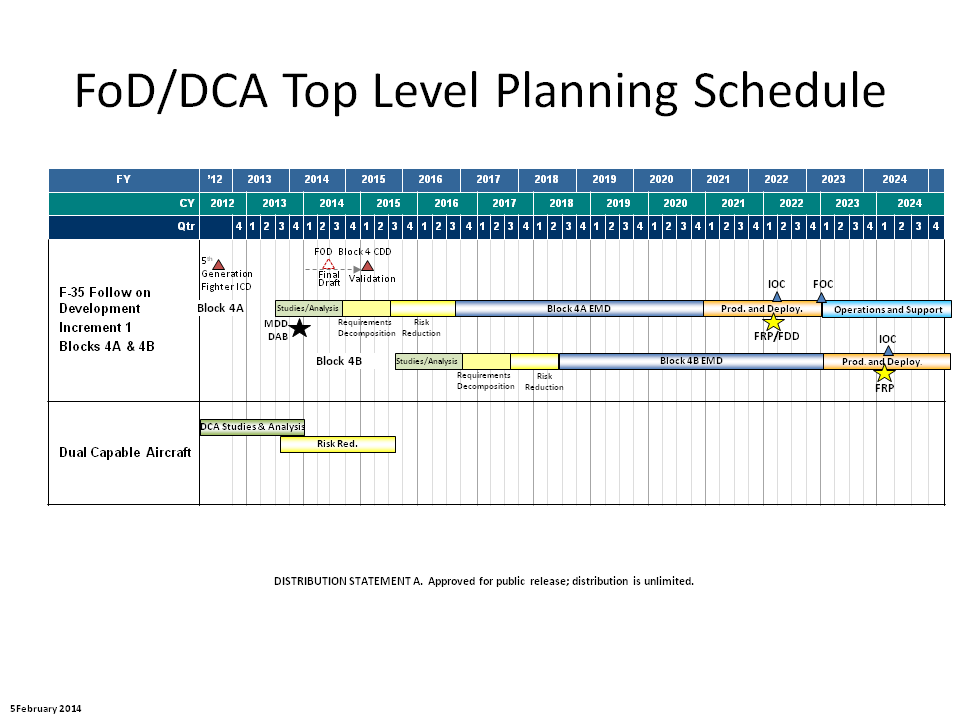 FoD/DCA Top Level Planning Schedule
FY '12 2013 2014 2015 2016 2017 2018 2019 2020 2021 2022 2023 2024
CY 2012 2013 2014 2015 2016 2017 2018 2019 2020 2021 2022 2023 2024
Qtr 4 1 2 3 4 1 2 3 4 1 2 3 4 1 2 3 4 1 2 3 4 1 2 3 4 1 2 3 4 1 2 3 4 1 2 3 4 1 2 3 4 1 2 3 4 1 2 3 4
F-35 Follow on
Development
Increment 1
Blocks 4A & 4B
5th
Generation
Fighter ICD
FOD Block 4 CDD
Final
Draft
Validation
IOC FOC
Block 4A
Studies/Analysis
Block 4A EMD
Prod. and Deploy.
Operations and Support
MDD
DAB
Requirements
Decomposition
Risk
Reduction
FRP/FDD
IOC
Block 4B
Studies/Analysis
Block 4B EMD
Prod. and Deploy.
Requirements
Decomposition
Risk
Reduction
FRP
Dual Capable Aircraft
DCA Studies & Analysis
Risk Red.
DISTRIBUTION STATEMENT A. Approved for public release; distribution is unlimited.
5February 2014